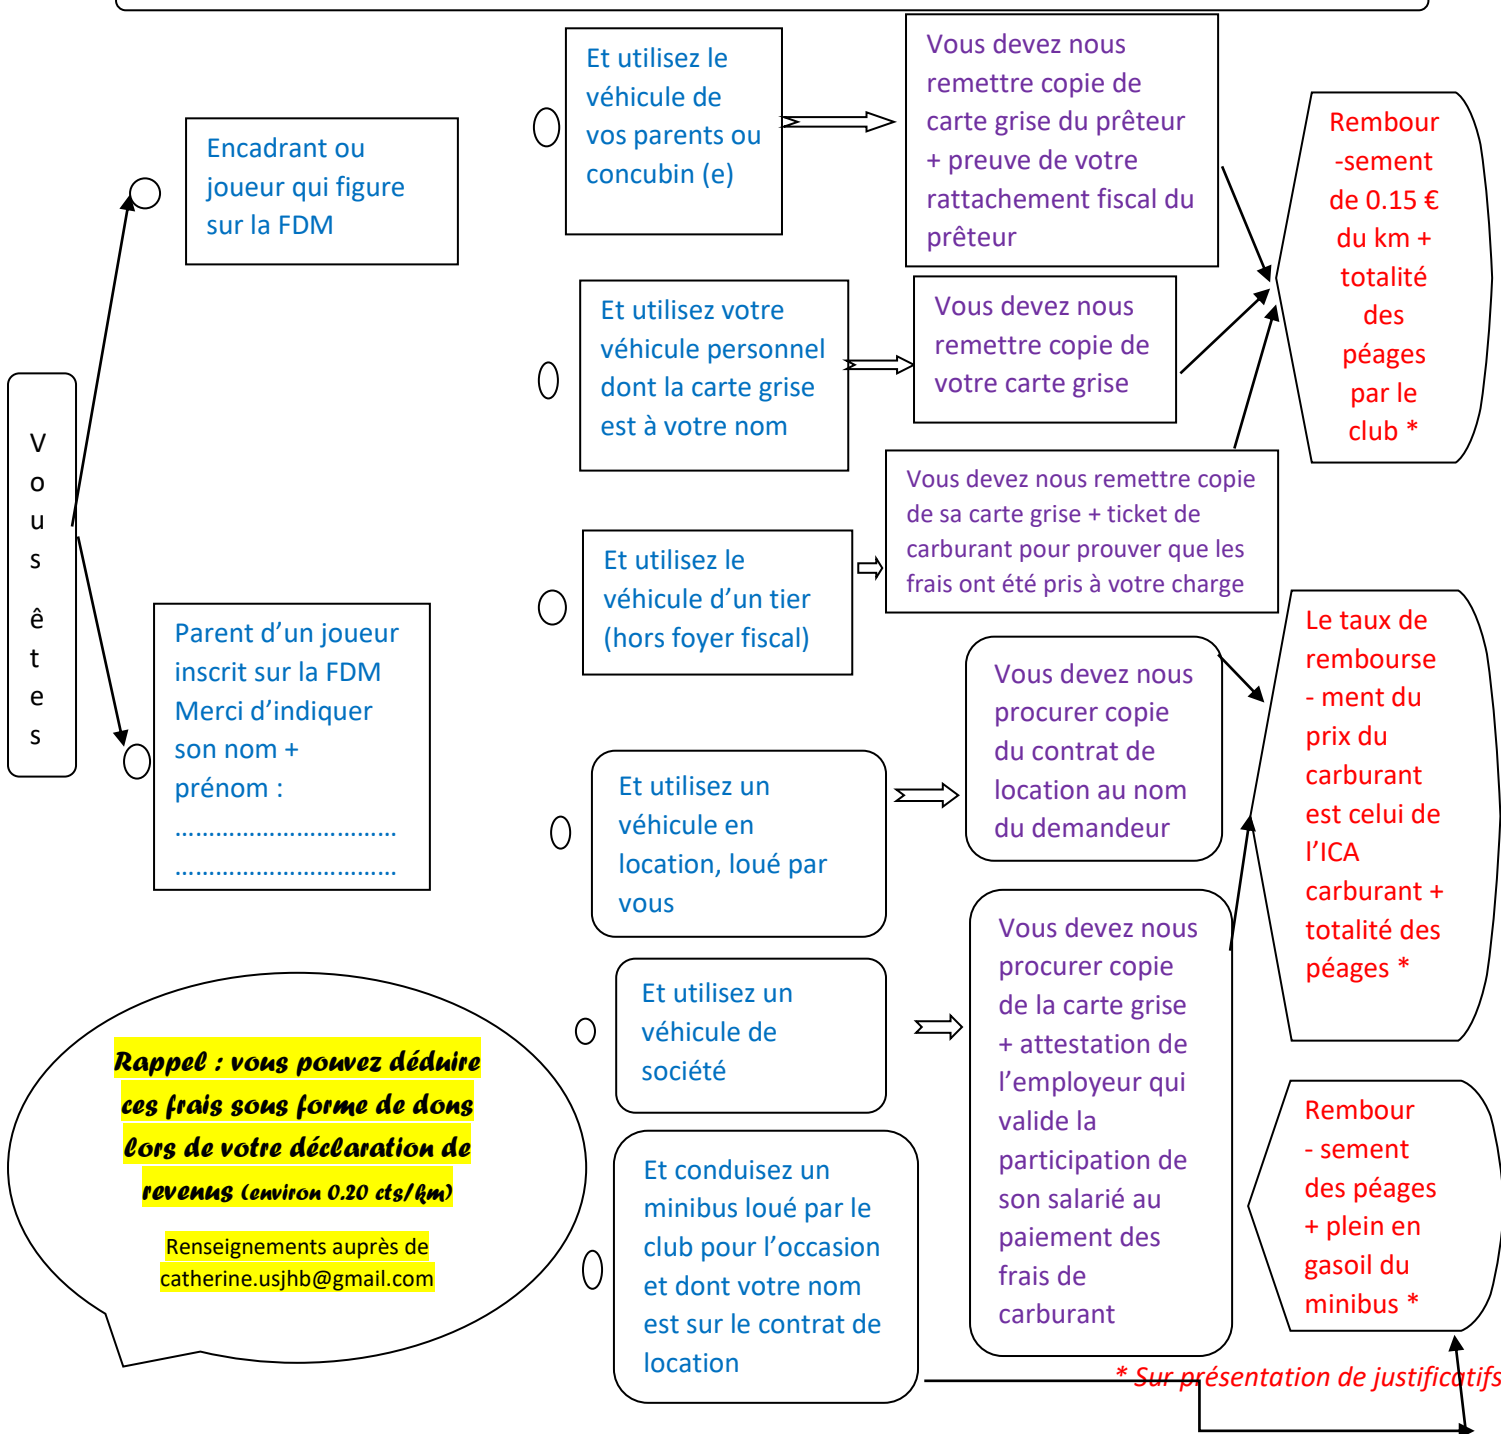 Vous êtes
Encadrant ou
joueur qui figure
sur la FDM
Parent d’un joueur
inscrit sur la FDM
Merci d’indiquer
son nom +
prénom :
……………………………
……………………………
Et utilisez le
véhicule de
vos parents ou
concubin (e)
Vous devez nous
remettre copie de
carte grise du prêteur
+ preuve de votre
rattachement fiscal du
prêteur
Et utilisez votre
véhicule personnel
dont la carte grise
est à votre nom
Vous devez nous
remettre copie de
votre carte grise
Et utilisez le
véhicule d’un tier
(hors foyer fiscal)
Vous devez nous remettre copie
de sa carte grise + ticket de
carburant pour prouver que les
frais ont été pris à votre charge
Rembour
-sement
de 0.15 €
du km +
totalité
des
péages
par le
club *
Et utilisez un
véhicule en
location, loué par
vous
Vous devez nous
procurer copie
du contrat de
location au nom
du demandeur
Et utilisez un
véhicule de
société
Vous devez nous
procurer copie
de la carte grise
+ attestation de
l’employeur qui
valide la
participation de
son salarié au
paiement des
frais de
carburant
Le taux de
rembourse
- ment du
prix du
carburant
est celui de
l’ICA
carburant +
totalité des
péages *
Et conduisez un
minibus loué par le
club pour l’occasion
et dont votre nom
est sur le contrat de
location
Rembour
- sement
des péages
+ plein en
gasoil du
minibus *
Rappel : vous pouvez déduire
ces frais sous forme de dons
lors de votre déclaration de
revenus (environ 0.20 cts/km)
Renseignements auprès de
catherine.usjhb@gmail.com
* Sur présentation de justificatifs